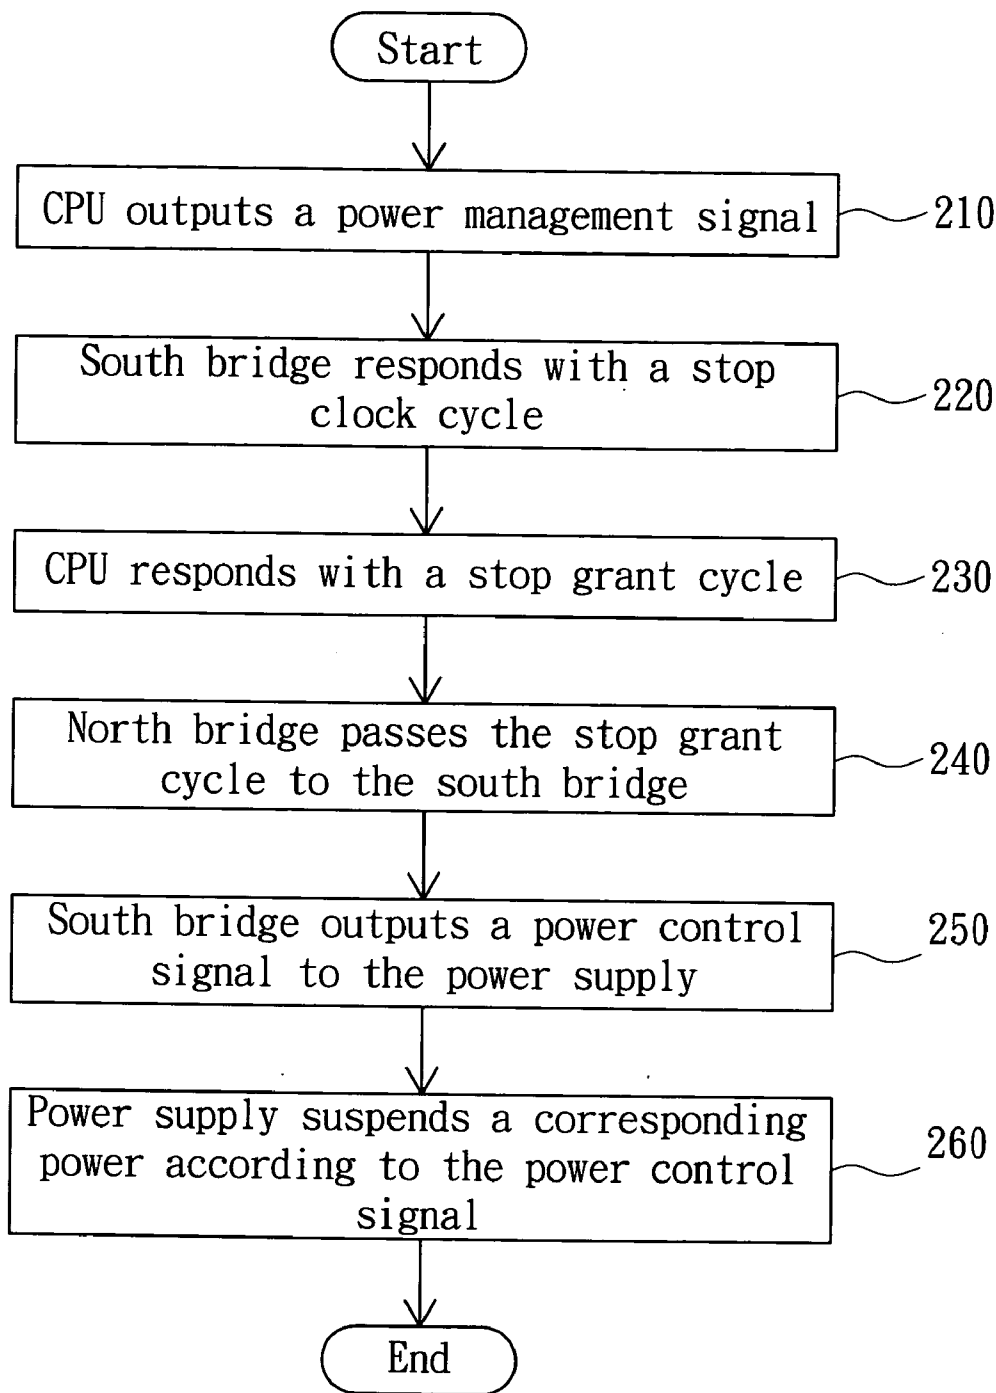 Start
CPU outputs a power management signal
210
South bridge responds with a stop
clock cycle
220
CPU responds with a stop grant cycle
230
North bridge passes the stop grant
cycle to the south bridge
240
South bridge outputs a power control
signal to the power supply
250
Power supply suspends a corresponding
power according to the power control
signal
260
End